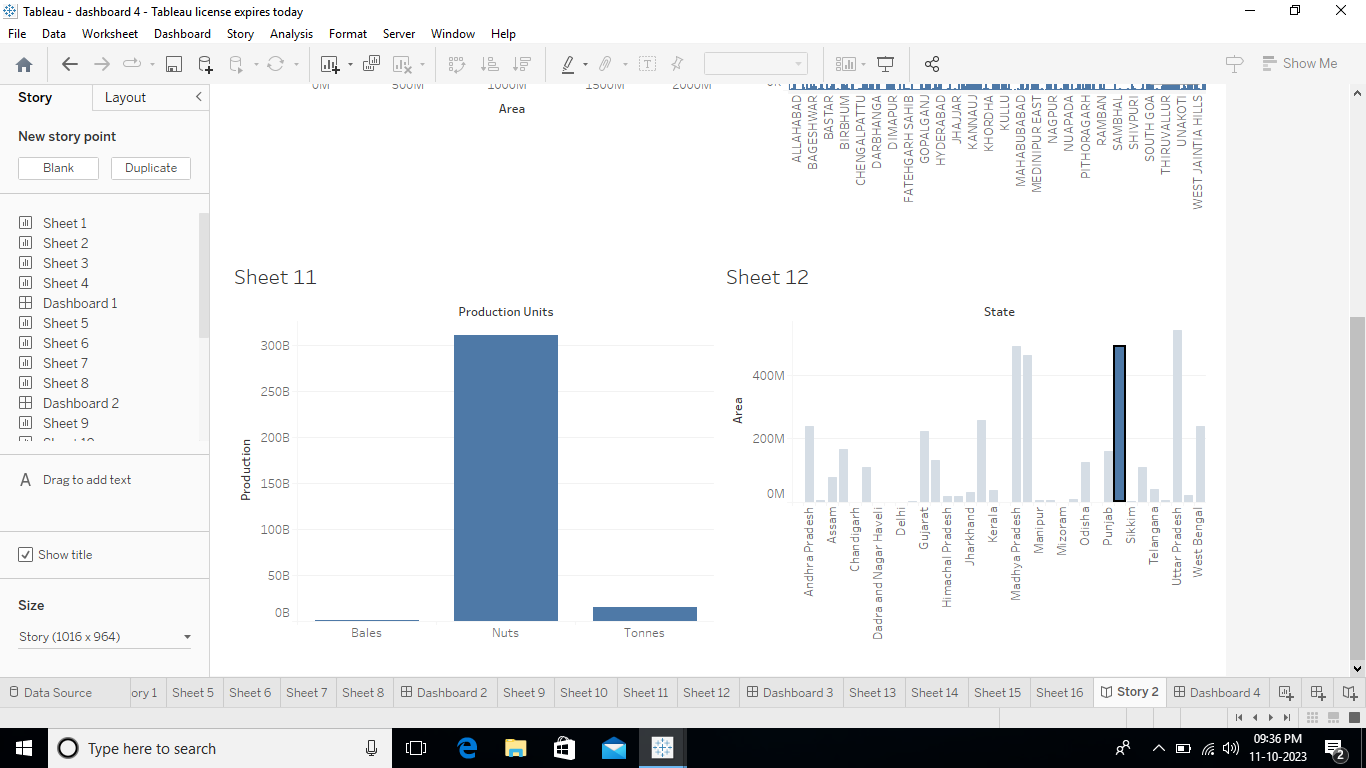 Tableau - dashboard 4 - Tableau license expires today
File Data Worksheet Dashboard Story Analysis Format Server Window Help
Show Me
Story Layout
New story point
Blank Duplicate
Sheet 1
Sheet 2
Sheet 3
Sheet 4
Dashboard 1
Sheet 5
Sheet 6
Sheet 7
Sheet 8
Dashboard 2
Sheet 9
A Drag to add text
Show title
Size
Story (1016 x 964)
0M 500M 1000M 1500M 2000M
Area
ALLAHABAD
BAGESHWAR
BASTAR
BIRBHUM
CHENGALPATTU
DARBHANGA
DIMAPUR
FATEHGARH SAHIB
GOPALGANJ
HYDERABAD
JHAJJAR
KANNAUJ
KHORDHA
KULLU
MAHABUBABAD
MEDINIPUR EAST
NAGPUR
NUAPADA
PITHORAGARH
RAMBAN
SAMBHAL
SHIVPURI
SOUTH GOA
THIRUVALLUR
UNAKOTI
WEST JAINTIA HILLS
Sheet 11
Production Units
Production
300B
250B
200B
150B
100B
50B
0B
Bales Nuts Tonnes
Sheet 12
State
Area
400M
200M
0M
Andhra Pradesh
Assam
Chandigarh
Dadra and Nagar Haveli
Delhi
Gujarat
Himachal Pradesh
Jharkhand
Kerala
Madhya Pradesh
Manipur
Mizoram
Odisha
Punjab
Sikkim
Telangana
Uttar Pradesh
West Bengal
Data Source ory 1 Sheet 5 Sheet 6 Sheet 7 Sheet 8 Dashboard 2 Sheet 9 Sheet 10 Sheet 11 Sheet 12 Dashboard 3 Sheet 13 Sheet 14 Sheet 15 Sheet 16 Story 2 Dashboard 4
Type here to search
09:36 PM
11-10-2023
2